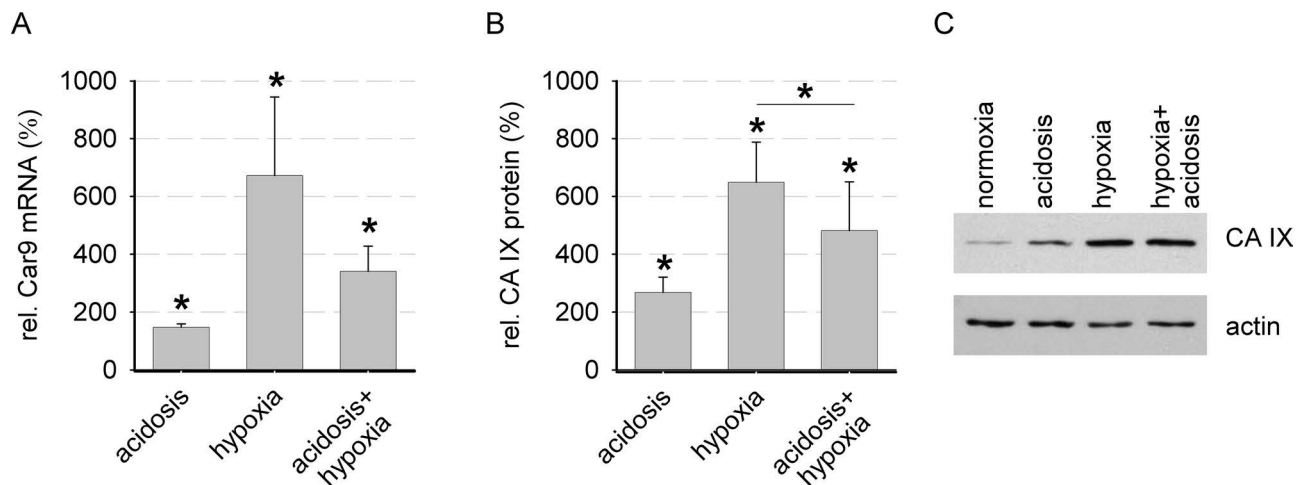 A
rel. Car9 mRNA (%)
1000
800
600
400
200
0
*
*
*
acidosis
hypoxia
acidosis+
hypoxia
B
rel. CA IX protein (%)
1000
800
600
400
200
0
*
*
*
*
acidosis
hypoxia
acidosis+
hypoxia
C
normoxia
acidosis
hypoxia
hypoxia+
acidosis
CA IX
actin